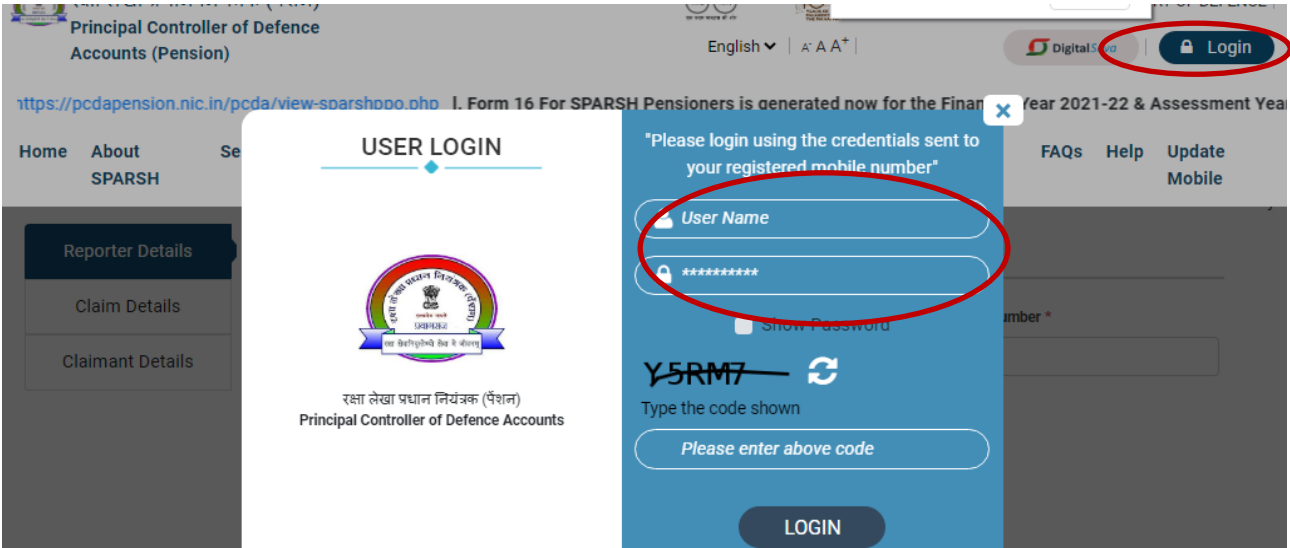 Principal Controller of Defence
Accounts (Pension)
English | A- A A+ |
DigitalSeva | Login
https://pcdapension.nic.in/pcda/view-sparshppo.php I. Form 16 For SPARSH Pensioners is generated now for the Year 2021-22 & Assessment
Home About SPARSH
FAQs Help Update Mobile
Reporter Details
Claim Details
Claimant Details
USER LOGIN
रक्षा लेखा प्रधान नियंत्रक (पेंशन)
Principal Controller of Defence Accounts
"Please login using the credentials sent to
your registered mobile number"
User Name
**********
Show Password
Y5RM7
Type the code shown
Please enter above code
LOGIN